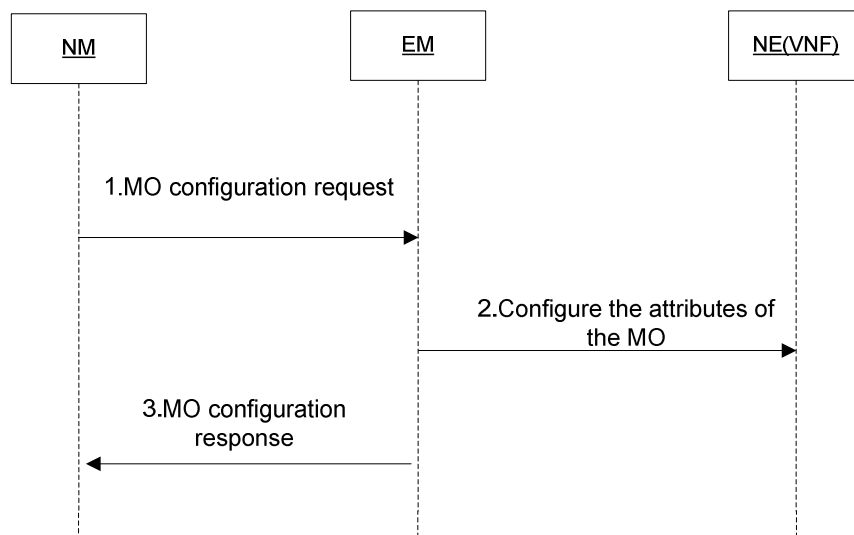 NM
EM
NE(VNF)
1.MO configuration request
2.Configure the attributes of
the MO
3.MO configuration
response